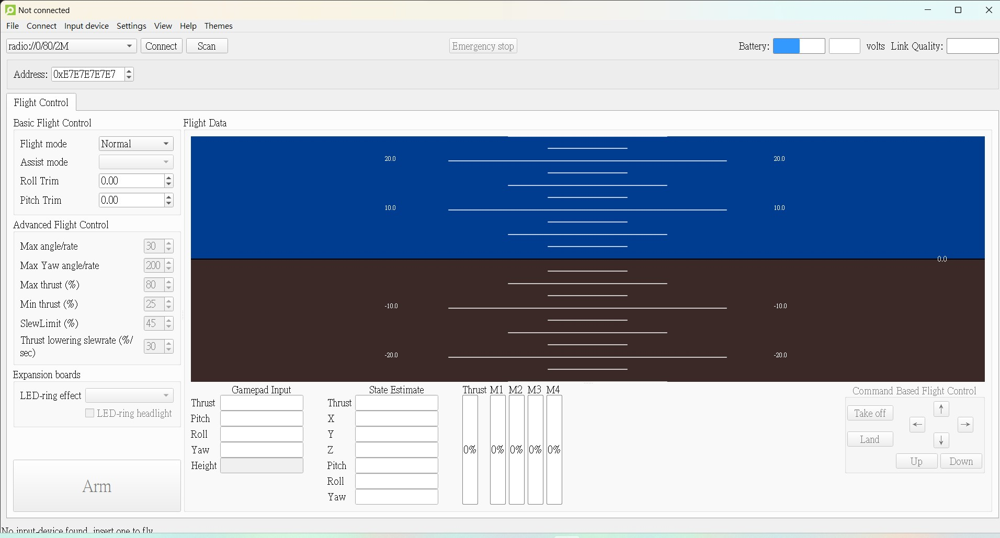 Not connected
File Connect Input device Settings View Help Themes
radio://0/80/2M Connect Scan Emergency stop Battery: volts Link Quality:
Address: 0xE7E7E7E7E7
Flight Control
Basic Flight Control
Flight mode Normal
Assist mode
Roll Trim 0.00
Pitch Trim 0.00
Advanced Flight Control
Max angle/rate 30
Max Yaw angle/rate 200
Max thrust (%) 80
Min thrust (%) 25
SlewLimit (%) 45
Thrust lowering slewrate (%/
sec) 30
Expansion boards
LED-ring effect
LED-ring headlight
Arm
Flight Data
20.0 20.0
10.0 10.0
0.0
-10.0 -10.0
-20.0 -20.0
Gamepad Input
Thrust
Pitch
Roll
Yaw
Height
State Estimate
Thrust
X
Y
Z
Pitch
Roll
Yaw
Thrust M1 M2 M3 M4
0% 0% 0% 0% 0%
Command Based Flight Control
Take off ↑
← →
Land ↓
Up Down
No input-device found, insert one to fly